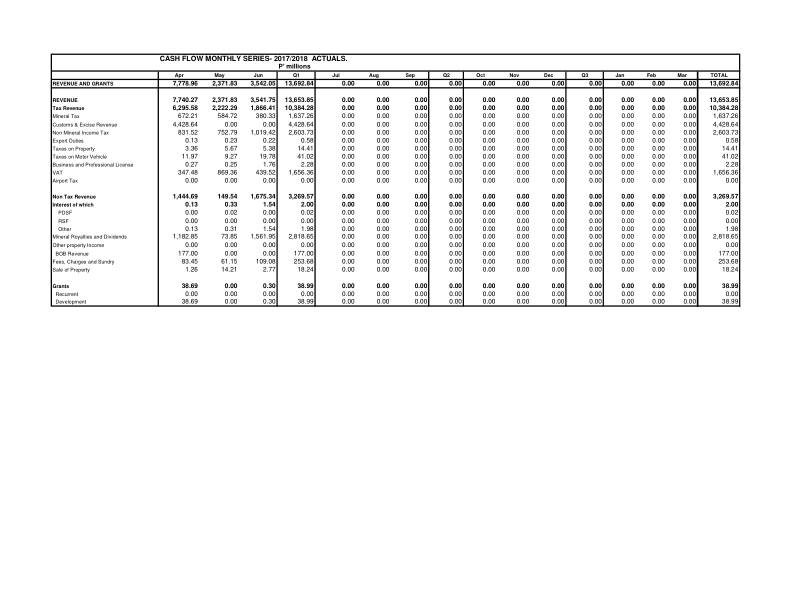 CASH FLOW MONTHLY SERIES- 2017/2018 ACTUALS.
P' millions
Apr May Jun Q1 Jul Aug Sep Q2 Oct Nov Dec Q3 Jan Feb Mar TOTAL
REVENUE AND GRANTS 7,778.96 2,371.83 3,542.05 13,692.84 0.00 0.00 0.00 0.00 0.00 0.00 0.00 0.00 0.00 0.00 0.00 13,692.84
REVENUE 7,740.27 2,371.83 3,541.75 13,653.85 0.00 0.00 0.00 0.00 0.00 0.00 0.00 0.00 0.00 0.00 0.00 13,653.85
Tax Revenue 6,295.58 2,222.29 1,866.41 10,384.28 0.00 0.00 0.00 0.00 0.00 0.00 0.00 0.00 0.00 0.00 0.00 10,384.28
Mineral Tax 672.21 584.72 380.33 1,637.26 0.00 0.00 0.00 0.00 0.00 0.00 0.00 0.00 0.00 0.00 0.00 1,637.26
Customs & Excise Revenue 4,428.64 0.00 0.00 4,428.64 0.00 0.00 0.00 0.00 0.00 0.00 0.00 0.00 0.00 0.00 0.00 4,428.64
Non Mineral Income Tax 831.52 752.79 1,019.42 2,603.73 0.00 0.00 0.00 0.00 0.00 0.00 0.00 0.00 0.00 0.00 0.00 2,603.73
Export Duties 0.13 0.23 0.22 0.58 0.00 0.00 0.00 0.00 0.00 0.00 0.00 0.00 0.00 0.00 0.00 0.58
Taxes on Property 3.36 5.67 5.38 14.41 0.00 0.00 0.00 0.00 0.00 0.00 0.00 0.00 0.00 0.00 0.00 14.41
Taxes on Motor Vehicle 11.97 9.27 19.78 41.02 0.00 0.00 0.00 0.00 0.00 0.00 0.00 0.00 0.00 0.00 0.00 41.02
Business and Professional License 0.27 0.25 1.76 2.28 0.00 0.00 0.00 0.00 0.00 0.00 0.00 0.00 0.00 0.00 0.00 2.28
VAT 347.48 869.36 439.52 1,656.36 0.00 0.00 0.00 0.00 0.00 0.00 0.00 0.00 0.00 0.00 0.00 1,656.36
Airport Tax 0.00 0.00 0.00 0.00 0.00 0.00 0.00 0.00 0.00 0.00 0.00 0.00 0.00 0.00 0.00 0.00
Non Tax Revenue 1,444.69 149.54 1,675.34 3,269.57 0.00 0.00 0.00 0.00 0.00 0.00 0.00 0.00 0.00 0.00 0.00 3,269.57
Interest of which 0.13 0.33 1.54 2.00 0.00 0.00 0.00 0.00 0.00 0.00 0.00 0.00 0.00 0.00 0.00 2.00
PDSF 0.00 0.02 0.00 0.02 0.00 0.00 0.00 0.00 0.00 0.00 0.00 0.00 0.00 0.00 0.00 0.02
RSF 0.00 0.00 0.00 0.00 0.00 0.00 0.00 0.00 0.00 0.00 0.00 0.00 0.00 0.00 0.00 0.00
Other 0.13 0.31 1.54 1.98 0.00 0.00 0.00 0.00 0.00 0.00 0.00 0.00 0.00 0.00 0.00 1.98
Mineral Royalties and Dividends 1,182.85 73.85 1,561.95 2,818.65 0.00 0.00 0.00 0.00 0.00 0.00 0.00 0.00 0.00 0.00 0.00 2,818.65
Other property Income 0.00 0.00 0.00 0.00 0.00 0.00 0.00 0.00 0.00 0.00 0.00 0.00 0.00 0.00 0.00 0.00
BOB Revenue 177.00 0.00 0.00 177.00 0.00 0.00 0.00 0.00 0.00 0.00 0.00 0.00 0.00 0.00 0.00 177.00
Fees, Charges and Sundry 83.45 61.15 109.08 253.68 0.00 0.00 0.00 0.00 0.00 0.00 0.00 0.00 0.00 0.00 0.00 253.68
Sale of Property 1.26 14.21 2.77 18.24 0.00 0.00 0.00 0.00 0.00 0.00 0.00 0.00 0.00 0.00 0.00 18.24
Grants 38.69 0.00 0.30 38.99 0.00 0.00 0.00 0.00 0.00 0.00 0.00 0.00 0.00 0.00 0.00 38.99
Recurrent 0.00 0.00 0.00 0.00 0.00 0.00 0.00 0.00 0.00 0.00 0.00 0.00 0.00 0.00 0.00 0.00
Development 38.69 0.00 0.30 38.99 0.00 0.00 0.00 0.00 0.00 0.00 0.00 0.00 0.00 0.00 0.00 38.99